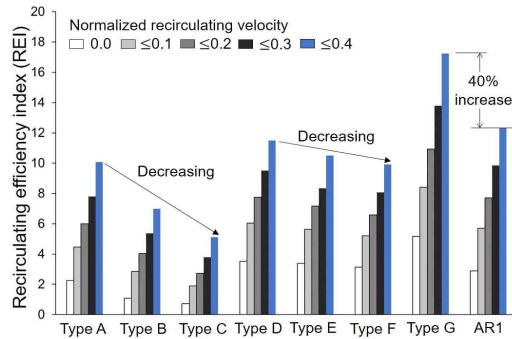 Normalized recirculating velocity
0.0 ≤0.1 ≤0.2 ≤0.3 ≤0.4
Recirculating efficiency index (REI)
20
18
16
14
12
10
8
6
4
2
0
Decreasing
Decreasing
40%
increase
Type A Type B Type C Type D Type E Type F Type G AR1